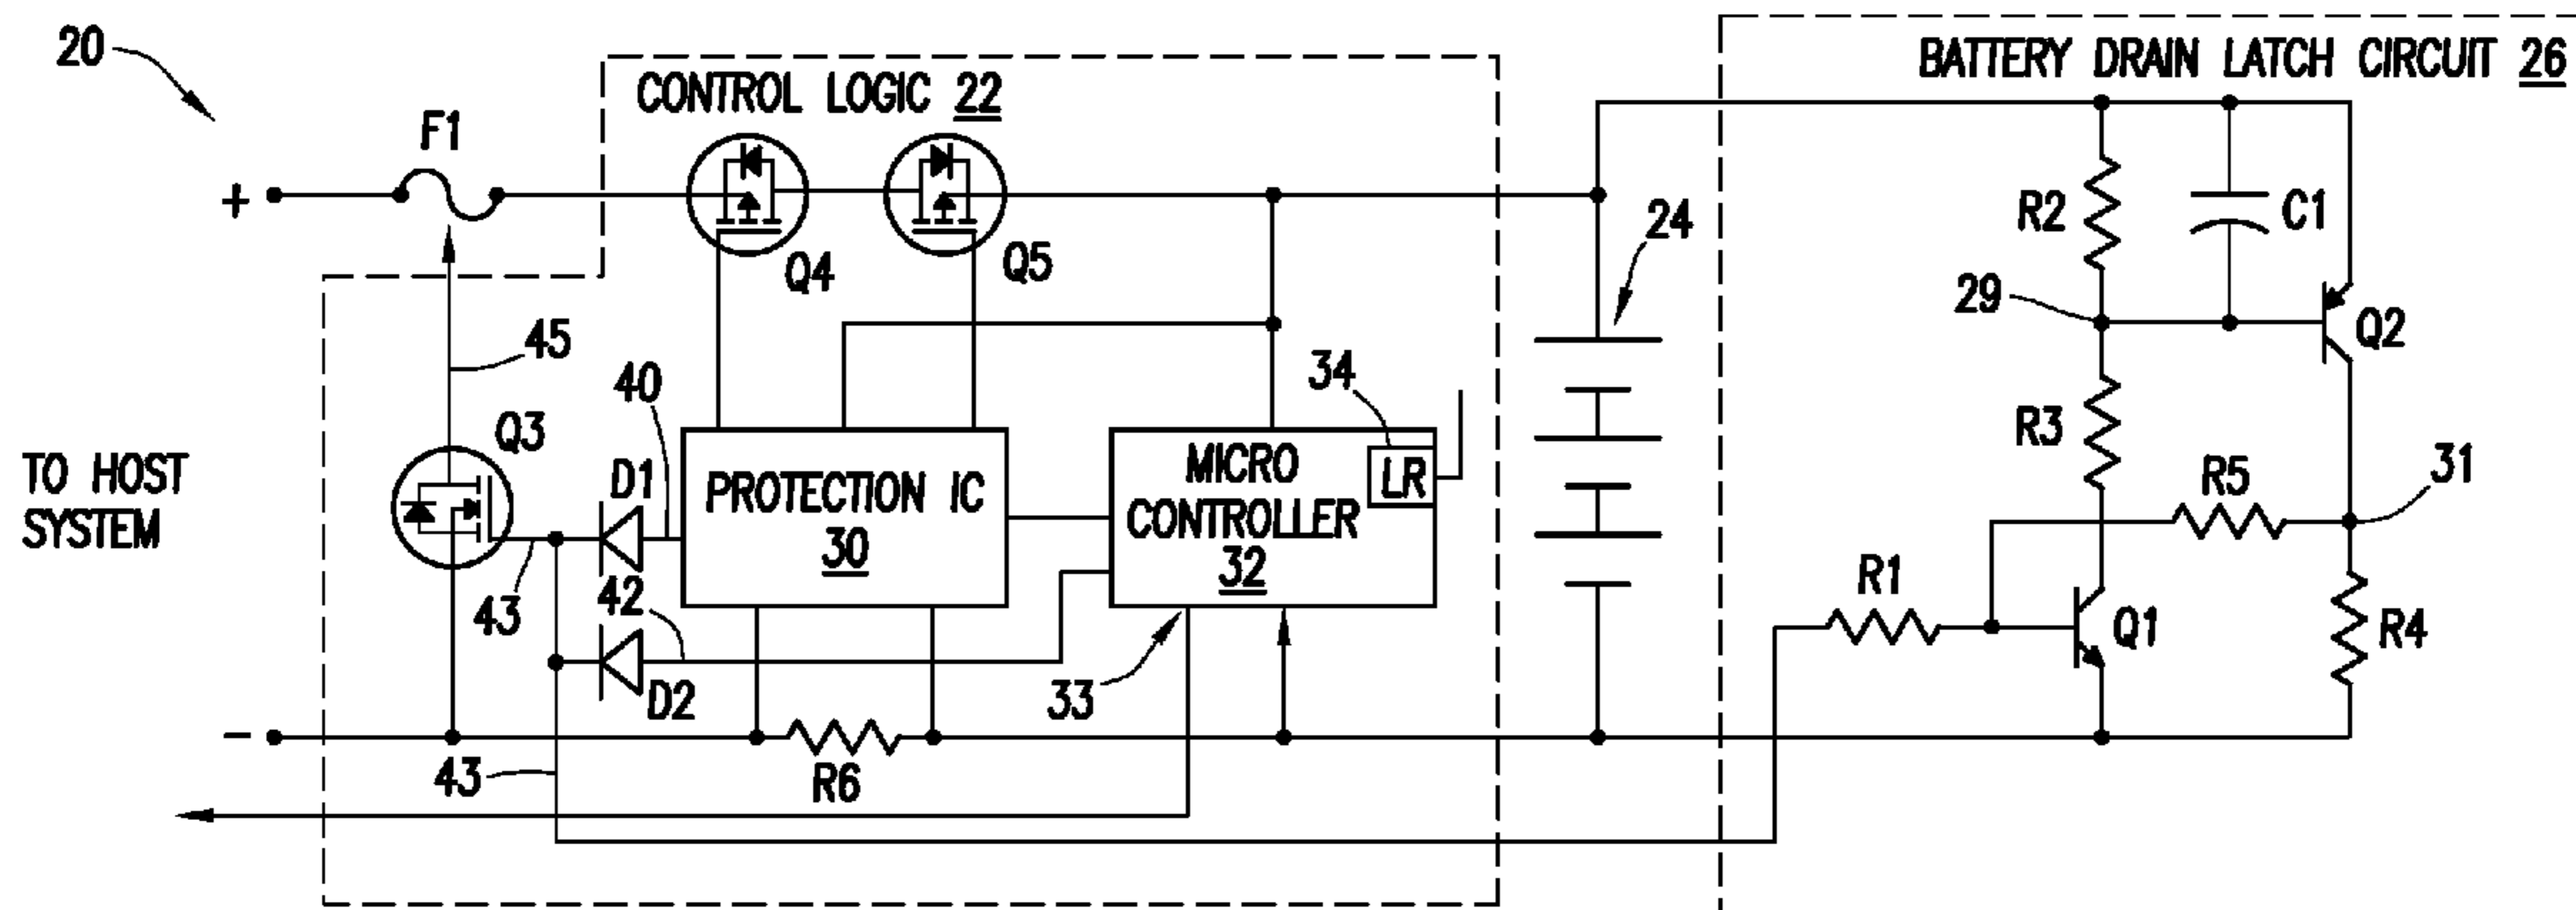 20
CONTROL LOGIC 22
BATTERY DRAIN LATCH CIRCUIT 26
F1
+
Q4
Q5
24
R2
C1
29
Q2
45
40
34
Q3
D1
PROTECTION IC
30
MICRO
CONTROLLER
32
LR
R3
R5
31
TO HOST
SYSTEM
43
42
D2
33
R1
Q1
R4
-
43
R6